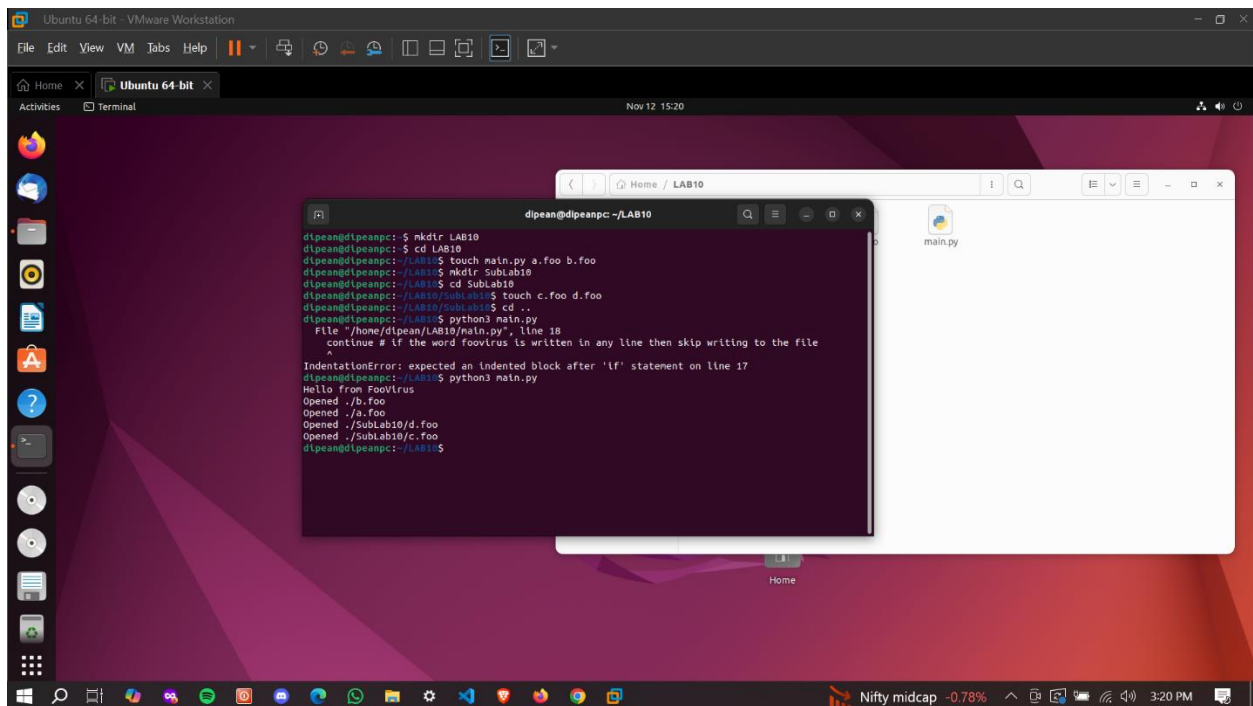 Ubuntu 64-bit - VMware Workstation
File Edit View VM Tabs Help
Home
Ubuntu 64-bit
Activities
Terminal
Nov 12 15:20
Home / LAB10
main.py
dipean@dipeanpc: ~/LAB10
dipean@dipeanpc:~$ mkdir LAB10
dipean@dipeanpc:~$ cd LAB10
dipean@dipeanpc:~/LAB10$ touch main.py a.foo b.foo
dipean@dipeanpc:~/LAB10$ mkdir SubLab10
dipean@dipeanpc:~/LAB10$ cd SubLab10
dipean@dipeanpc:~/LAB10/SubLab10$ touch c.foo d.foo
dipean@dipeanpc:~/LAB10/SubLab10$ cd ..
dipean@dipeanpc:~/LAB10$ python3 main.py
File "/home/dipean/LAB10/main.py", line 18
continue # if the word foovirus is written in any line then skip writing to the file
^
IndentationError: expected an indented block after 'if' statement on line 17
dipean@dipeanpc:~/LAB10$ python3 main.py
Hello from FooVirus
Opened ./b.foo
Opened ./a.foo
Opened ./SubLab10/d.foo
Opened ./SubLab10/c.foo
dipean@dipeanpc:~/LAB10$
Home
Nifty midcap -0.78%
3:20 PM